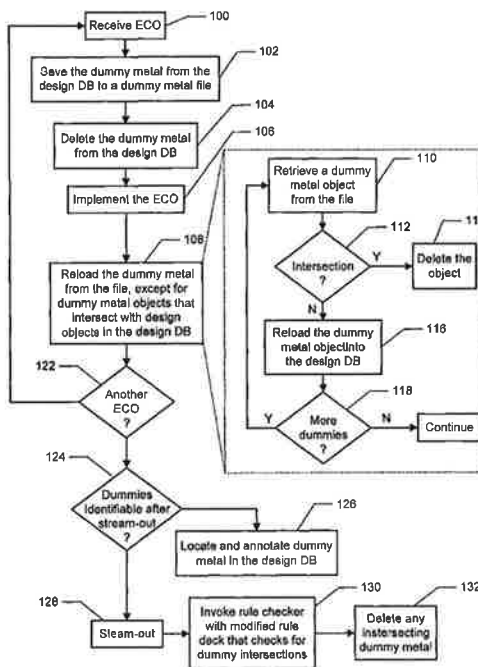 Receive ECO
100
Save the dummy metal from the
design DB to a dummy metal file
102
Delete the dummy metal
from the design DB
104
Implement the ECO
106
Reload the dummy metal
from the file, except for
dummy metal objects that
intersect with design
objects in the design DB
108
Retrieve a dummy
metal object
from the file
110
Intersection
?
112
Y
N
Delete the
object
11
Reload the dummy
metal objectinto
the design DB
116
More
dummies?
?
118
Y
N
Continue
Another
ECO
?
122
Dummies
identifiable after
stream-out
?
124
Locate and annotate dummy
metal in the design DB
126
Steam-out
128
Invoke rule checker
with modified rule
deck that checks for
dummy intersections
130
Delete any
instersecting
dummy metal
132